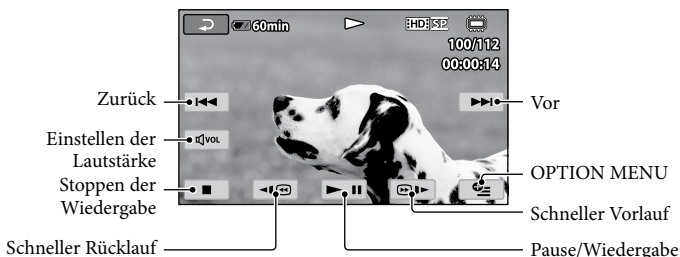 60min HD SP
100/112
00:00:14
Zurück
Vor
Einstellen der
Lautstärke
VOL
Stoppen der
Wiedergabe
OPTION MENU
Schneller Vorlauf
Schneller Rücklauf
Pause/Wiedergabe